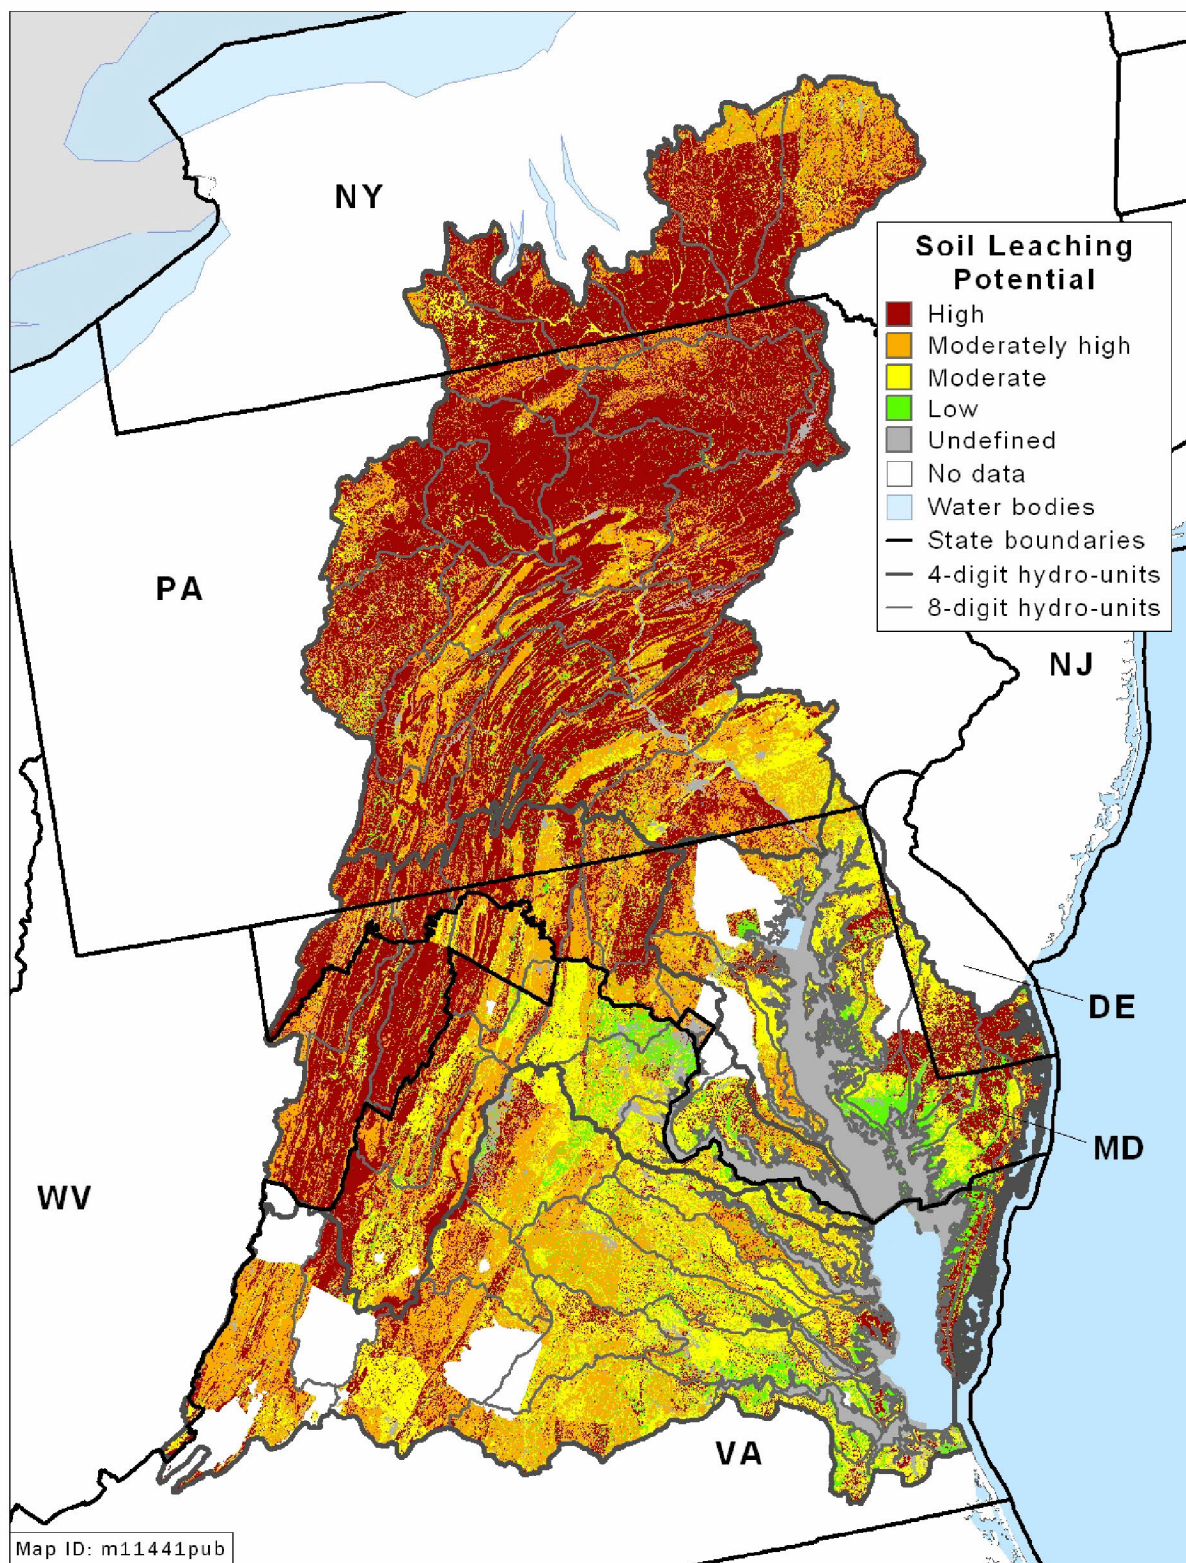 NY
Soil Leaching
Potential
High
Moderately high
Moderate
Low
Undefined
No data
Water bodies
State boundaries
4-digit hydro-units
8-digit hydro-units
PA
NJ
DE
MD
WV
VA
Map ID: m11441pub